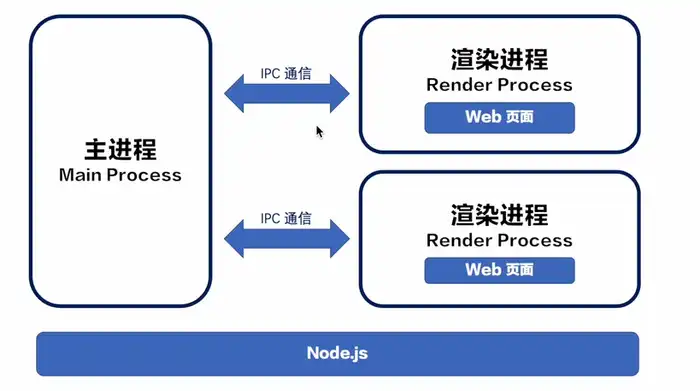 主进程
Main Process
IPC 通信
渲染进程
Render Process
Web 页面
IPC 通信
渲染进程
Render Process
Web 页面
Node.js